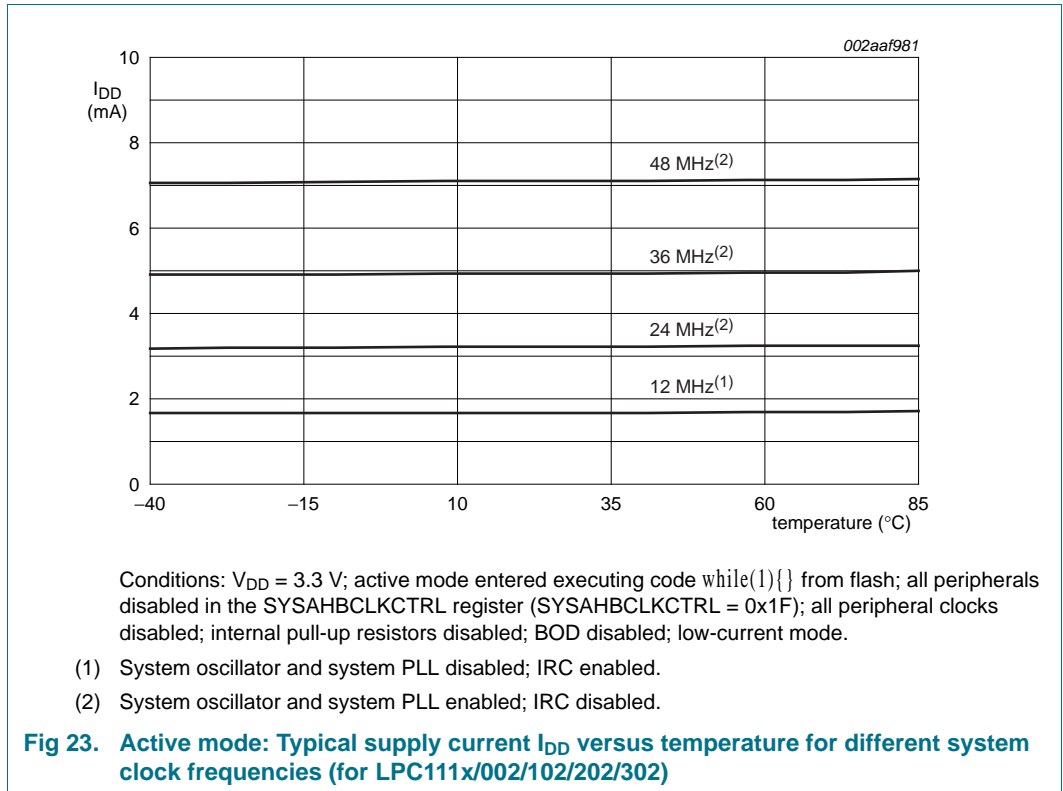 002aaf981
10
IDD
(mA)
8
48 MHz(2)
6
36 MHz(2)
4
24 MHz(2)
12 MHz(1)
2
0
−40
−15
10
35
60
85
temperature (°C)
Conditions: VDD = 3.3 V; active mode entered executing code while(1){} from flash; all peripherals
disabled in the SYSAHBCLKCTRL register (SYSAHBCLKCTRL = 0x1F); all peripheral clocks
disabled; internal pull-up resistors disabled; BOD disabled; low-current mode.
(1) System oscillator and system PLL disabled; IRC enabled.
(2) System oscillator and system PLL enabled; IRC disabled.
Fig 23. Active mode: Typical supply current IDD versus temperature for different system
clock frequencies (for LPC111x/002/102/202/302)